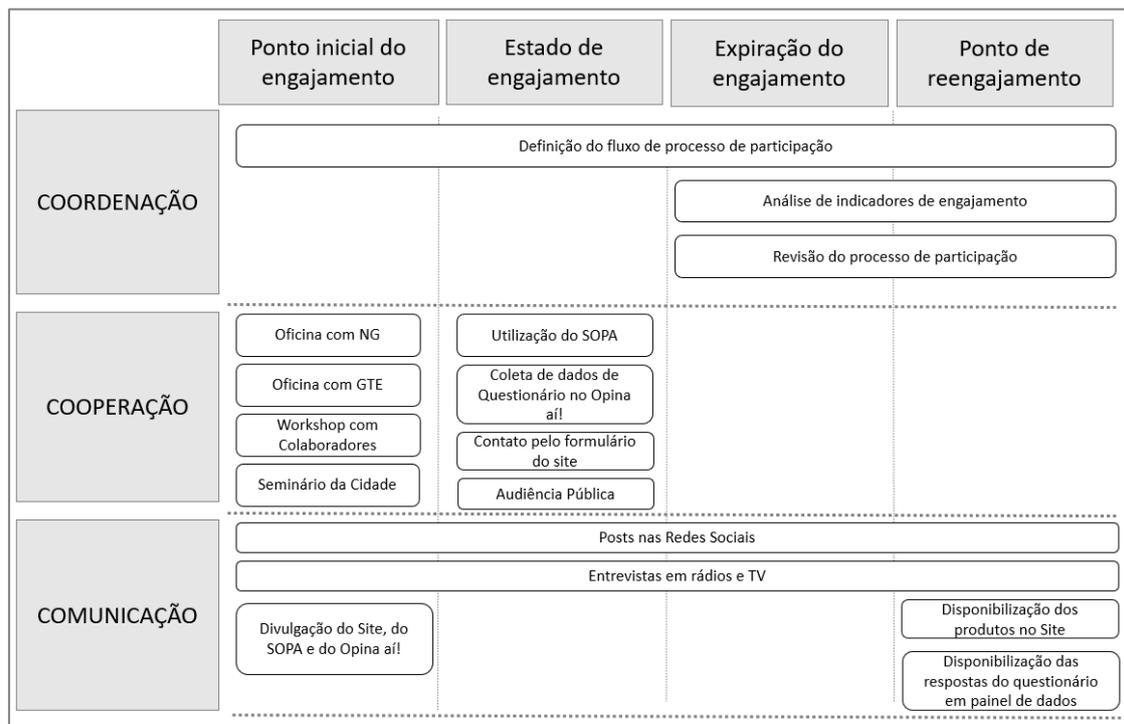 Ponto inicial do
engajamento
Estado de
engajamento
Expiração do
engajamento
Ponto de
reengajamento
COORDENAÇÃO
Definição do fluxo de processo de participação
Análise de indicadores de engajamento
Revisão do processo de participação
COOPERAÇÃO
Oficina com NG
Oficina com GTE
Workshop com
Colaboradores
Seminário da Cidade
Utilização do SOPA
Coleta de dados de
Questionário no Opina
aí!
Contato pelo formulário
do site
Audiência Pública
COMUNICAÇÃO
Posts nas Redes Sociais
Entrevistas em rádios e TV
Divulgação do Site, do
SOPA e do Opina aí!
Disponibilização dos
produtos no Site
Disponibilização das
respostas do questionário
em painel de dados